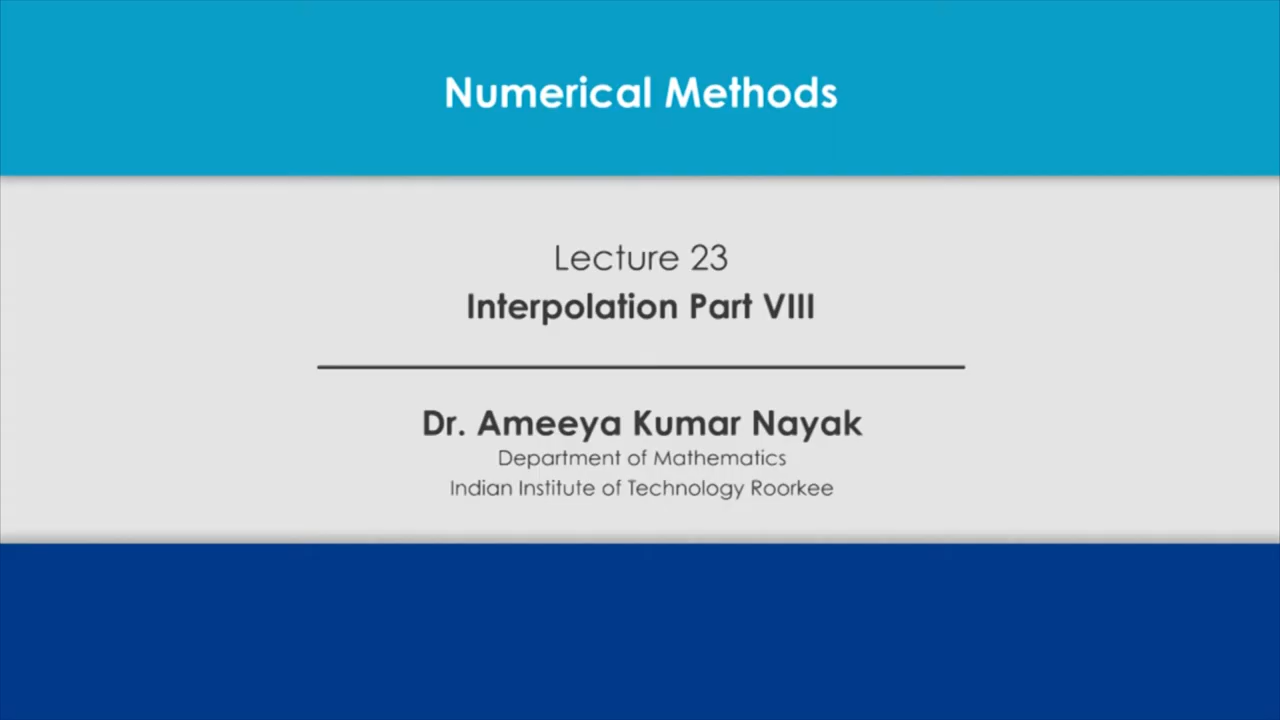 Numerical Methods
Lecture 23
Interpolation Part VIII
Dr. Ameeya Kumar Nayak
Department of Mathematics
Indian Institute of Technology Roorkee